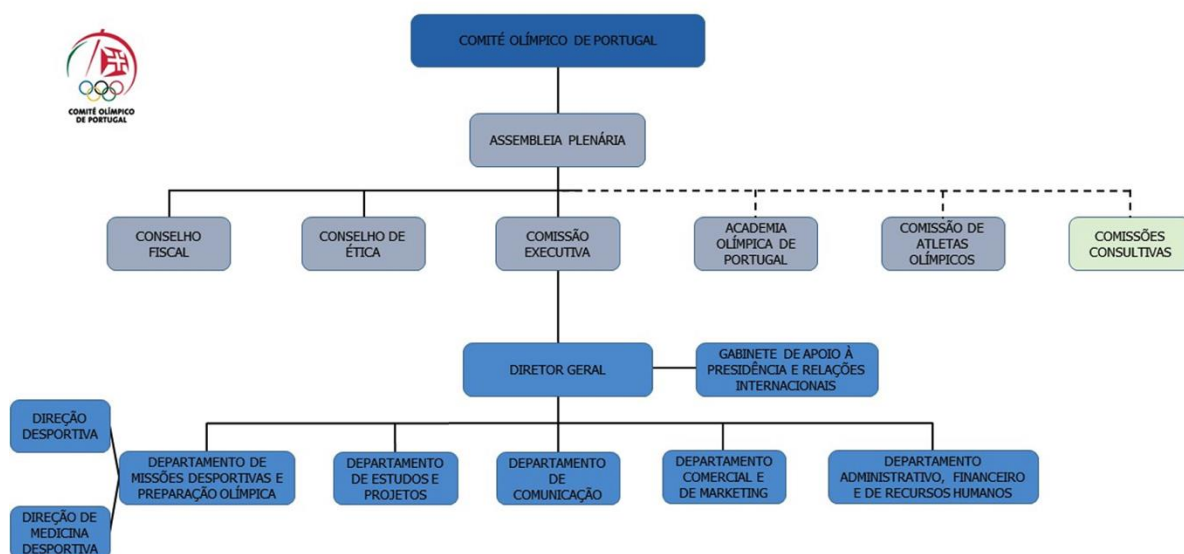 COMITÉ OLÍMPICO DE PORTUGAL
COMITÉ OLÍMPICO
DE PORTUGAL
ASSEMBLEIA PLENÁRIA
CONSELHO
FISCAL
CONSELHO DE
ÉTICA
COMISSÃO
EXECUTIVA
ACADEMIA
OLÍMPICA DE
PORTUGAL
COMISSÃO DE
ATLETAS
OLÍMPICOS
COMISSÕES
CONSULTIVAS
DIRETOR GERAL
GABINETE DE APOIO À
PRESIDÊNCIA E RELAÇÕES
INTERNACIONAIS
DIREÇÃO
DESPORTIVA
DEPARTAMENTO DE
MISSÕES DESPORTIVAS E
PREPARAÇÃO OLÍMPICA
DEPARTAMENTO
DE ESTUDOS E
PROJETOS
DEPARTAMENTO
DE
COMUNICAÇÃO
DEPARTAMENTO
COMERCIAL E
DE MARKETING
DEPARTAMENTO
ADMINISTRATIVO, FINANCEIRO
E DE RECURSOS HUMANOS
DIREÇÃO DE
MEDICINA
DESPORTIVA